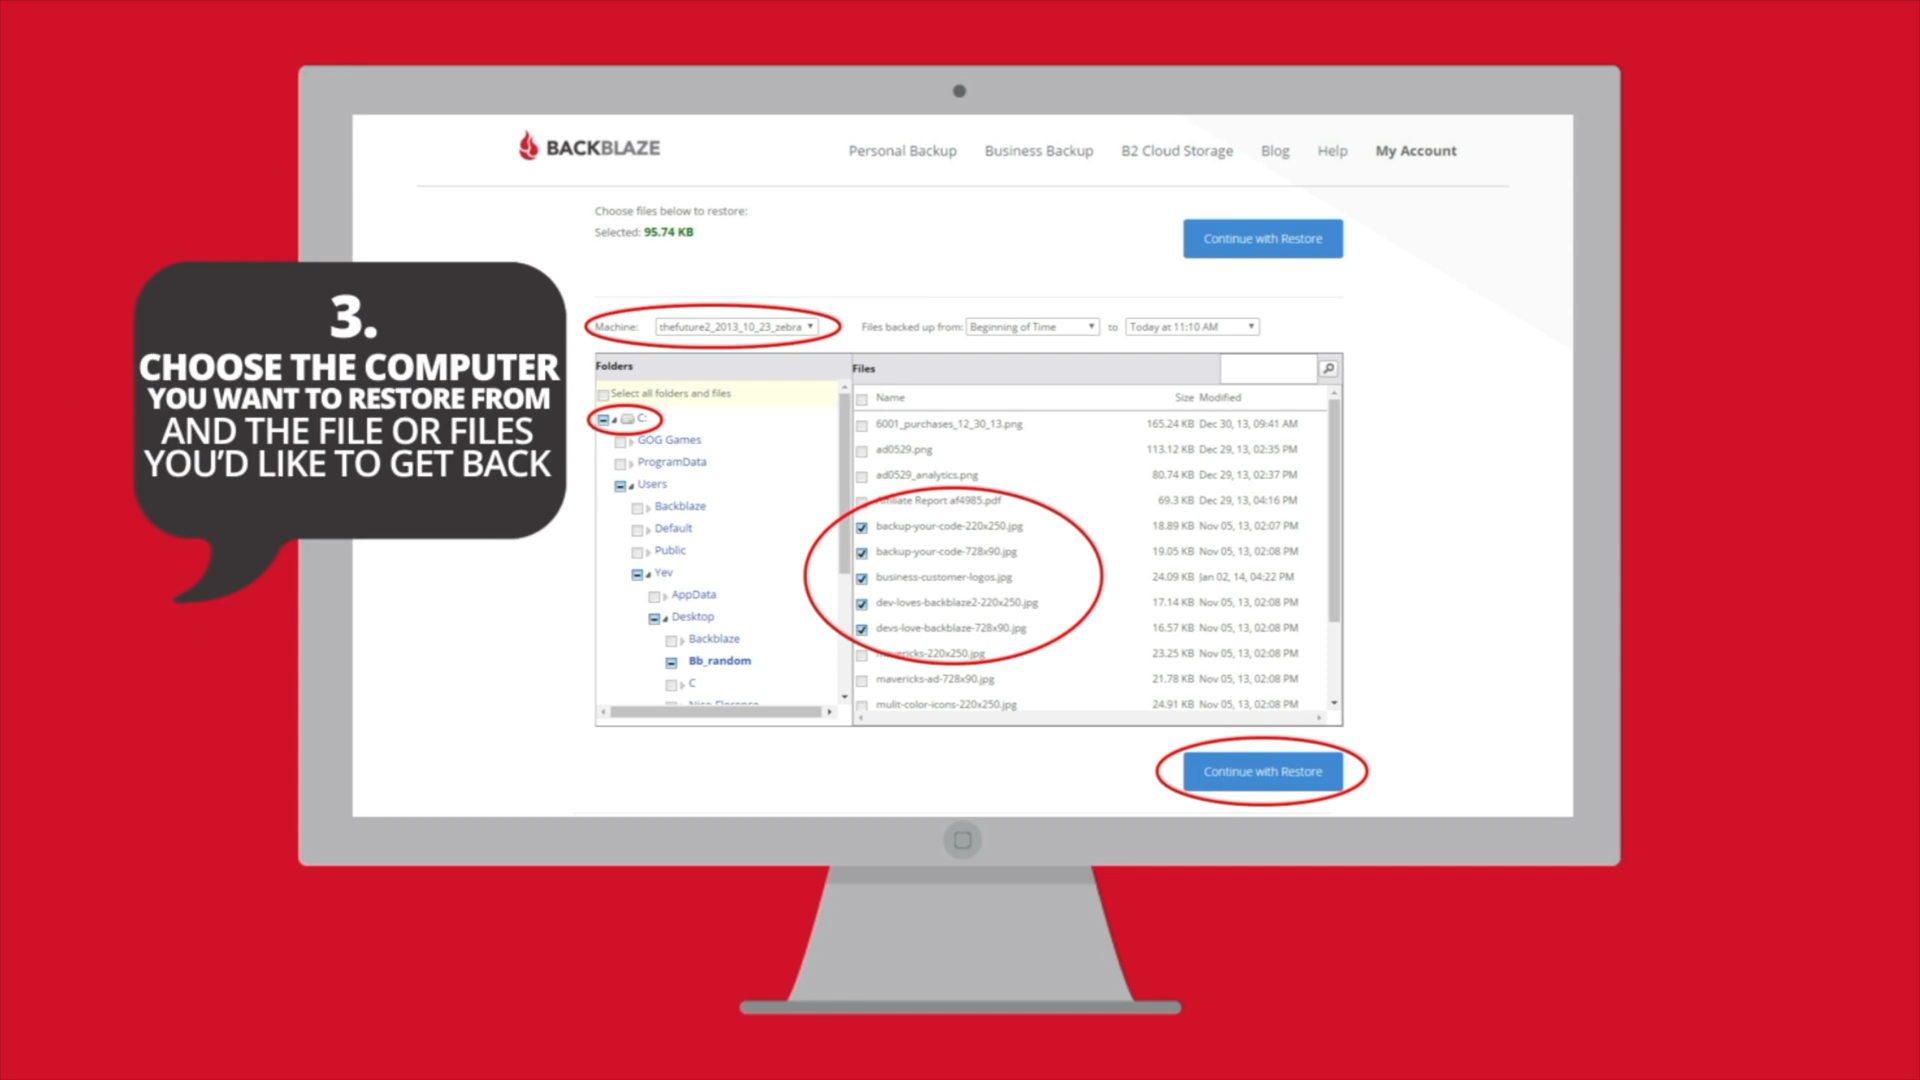 BACKBLAZE
Personal Backup Business Backup B2 Cloud Storage Blog Help My Account
Choose files below to restore:
Selected: 95.74 KB
Continue with Restore
3.
CHOOSE THE COMPUTER
YOU WANT TO RESTORE FROM
AND THE FILE OR FILES
YOU'D LIKE TO GET BACK
Machine: thefuture2_2013_10_23_zebra Files backed up from: Beginning of Time to Today at 11:10 AM
Folders
Select all folders and files
C:
GOG Games
ProgramData
Users
Backblaze
Default
Public
Yev
AppData
Desktop
Backblaze
Bb_random
C
Files
Name Size Modified
6001_purchases_12_30_13.png 165.24 KB Dec 30, 13, 09:41 AM
ad0529.png 113.12 KB Dec 29, 13, 02:35 PM
ad0529_analytics.png 80.74 KB Dec 29, 13, 02:37 PM
Affiliate Report af4985.pdf 69.3 KB Dec 29, 13, 04:16 PM
backup-your-code-220x250.jpg 18.89 KB Nov 05, 13, 02:07 PM
backup-your-code-728x90.jpg 19.05 KB Nov 05, 13, 02:08 PM
business-customer-logos.jpg 24.09 KB Jan 02, 14, 04:22 PM
dev-loves-backblaze2-220x250.jpg 17.14 KB Nov 05, 13, 02:08 PM
devs-love-backblaze-728x90.jpg 16.57 KB Nov 05, 13, 02:08 PM
mavericks-220x250.jpg 23.25 KB Nov 05, 13, 02:08 PM
mavericks-ad-728x90.jpg 21.78 KB Nov 05, 13, 02:08 PM
mulit-color-icons-220x250.jpg 24.91 KB Nov 05, 13, 02:08 PM
Continue with Restore